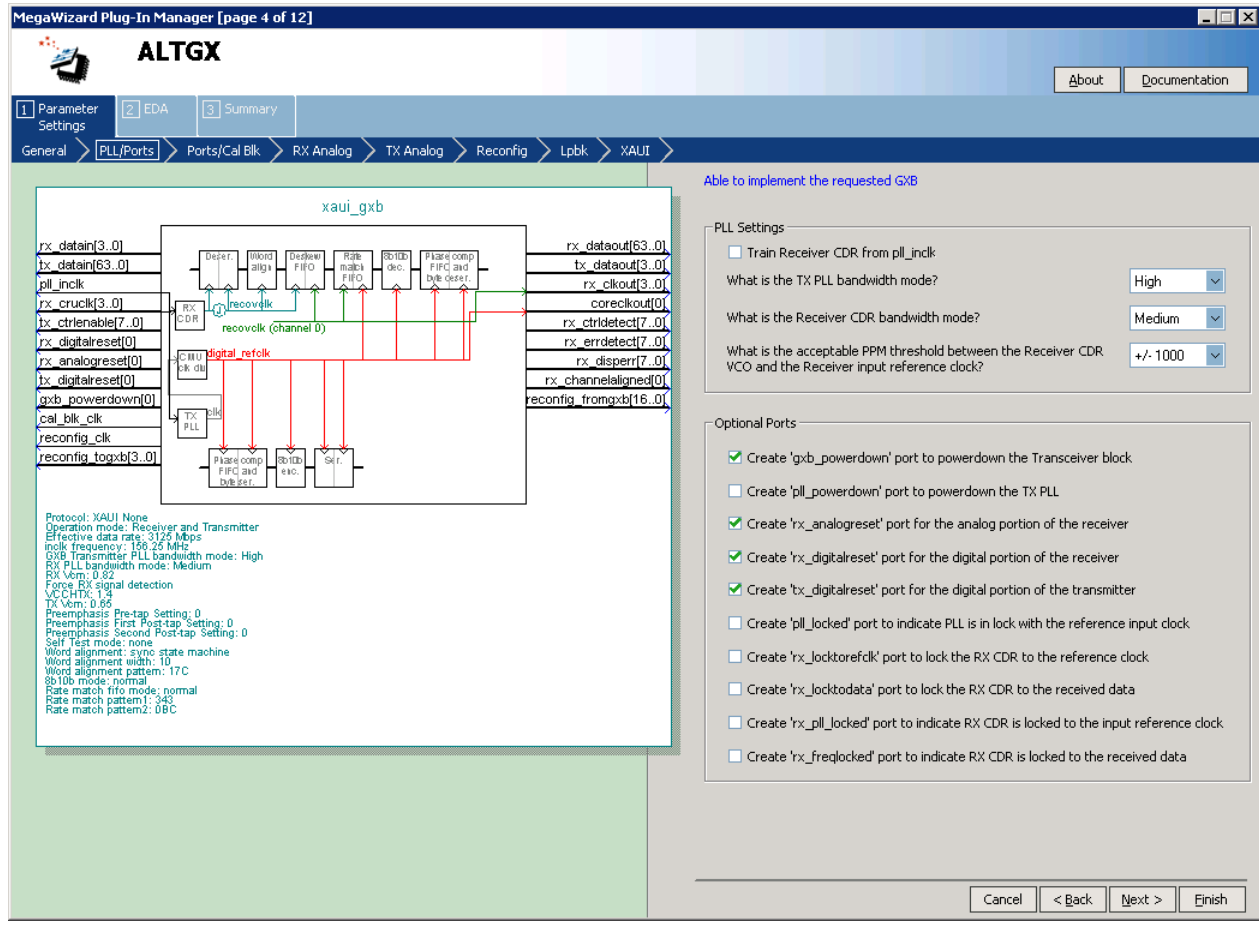 MegaWizard Plug-In Manager [page 4 of 12]
ALTGX
About
Documentation
1 Parameter Settings
2 EDA
3 Summary
General
PLL/Ports
Ports/Cal Blk
RX Analog
TX Analog
Reconfig
Lpbk
XAUI
xaui_gxb
rx_datain[3..0]
tx_datain[63..0]
pll_inclk
rx_cruclk[3..0]
tx_ctrlenable[7..0]
rx_digitalreset[0]
rx_analogreset[0]
tx_digitalreset[0]
gxb_powerdown[0]
cal_blk_clk
reconfig_clk
reconfig_togxb[3..0]
Deser.
Word
align
Deskew
FIFO
Rate
match
FIFO
8b10b
dec.
Phase comp
FIFO and
byte deser.
RX
CDR
recovclk
recovclk (channel 0)
CMU
clk div
digital_refclk
TX
PLL
clk
Phase comp
FIFO and
byte ser.
8b10b
enc.
Ser.
rx_dataout[63..0]
tx_dataout[3..0]
rx_clkout[3..0]
coreclkout[0]
rx_ctrldetect[7..0]
rx_errdetect[7..0]
rx_disperr[7..0]
rx_channelaligned[0]
reconfig_fromgxb[16..0]
Protocol: XAUI None
Operation mode: Receiver and Transmitter
Effective data rate: 3125 Mbps
inclk frequency: 156.25 MHz
GXB Transmitter PLL bandwidth mode: High
RX PLL bandwidth mode: Medium
RX Vcm: 0.82
Force RX signal detection
VCCHTX: 1.4
TX Vcm: 0.65
Preemphasis Pre-tap Setting: 0
Preemphasis First Post-tap Setting: 0
Preemphasis Second Post-tap Setting: 0
Self Test mode: none
Word alignment: sync state machine
Word alignment width: 10
Word alignment pattern: 17C
8b10b mode: normal
Rate match fifo mode: normal
Rate match pattern1: 343
Rate match pattern2: 0BC
Able to implement the requested GXB
PLL Settings
Train Receiver CDR from pll_inclk
What is the TX PLL bandwidth mode?
High
What is the Receiver CDR bandwidth mode?
Medium
What is the acceptable PPM threshold between the Receiver CDR
VCO and the Receiver input reference clock?
+/- 1000
Optional Ports
Create 'gxb_powerdown' port to powerdown the Transceiver block
Create 'pll_powerdown' port to powerdown the TX PLL
Create 'rx_analogreset' port for the analog portion of the receiver
Create 'rx_digitalreset' port for the digital portion of the receiver
Create 'tx_digitalreset' port for the digital portion of the transmitter
Create 'pll_locked' port to indicate PLL is in lock with the reference input clock
Create 'rx_locktorefclk' port to lock the RX CDR to the reference clock
Create 'rx_locktodata' port to lock the RX CDR to the received data
Create 'rx_pll_locked' port to indicate RX CDR is locked to the input reference clock
Create 'rx_freqlocked' port to indicate RX CDR is locked to the received data
Cancel
< Back
Next >
Finish